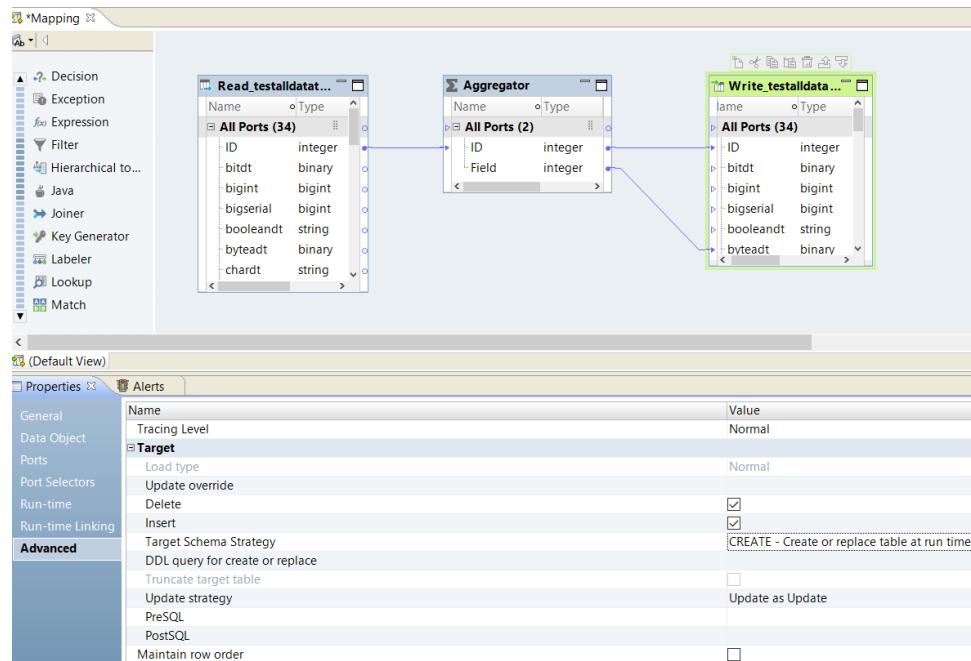 *Mapping
Ab
Decision
Exception
fxo Expression
Filter
Hierarchical to...
Java
Joiner
Key Generator
Labeler
Lookup
Match
Read_testalldatat...
Name Type
All Ports (34)
ID integer
bitdt binary
bigint bigint
bigserial bigint
booleandt string
byteadt binary
chardt string
Σ Aggregator
Name Type
All Ports (2)
ID integer
Field integer
Write_testalldata...
lame Type
All Ports (34)
ID integer
bitdt binary
bigint bigint
bigserial bigint
booleandt string
byteadt binary
(Default View)
Properties Alerts
General
Data Object
Ports
Port Selectors
Run-time
Run-time Linking
Advanced
Name Value
Tracing Level Normal
Target
Load type Normal
Update override
Delete
Insert
Target Schema Strategy CREATE - Create or replace table at run time
DDL query for create or replace
Truncate target table
Update strategy Update as Update
PreSQL
PostSQL
Maintain row order